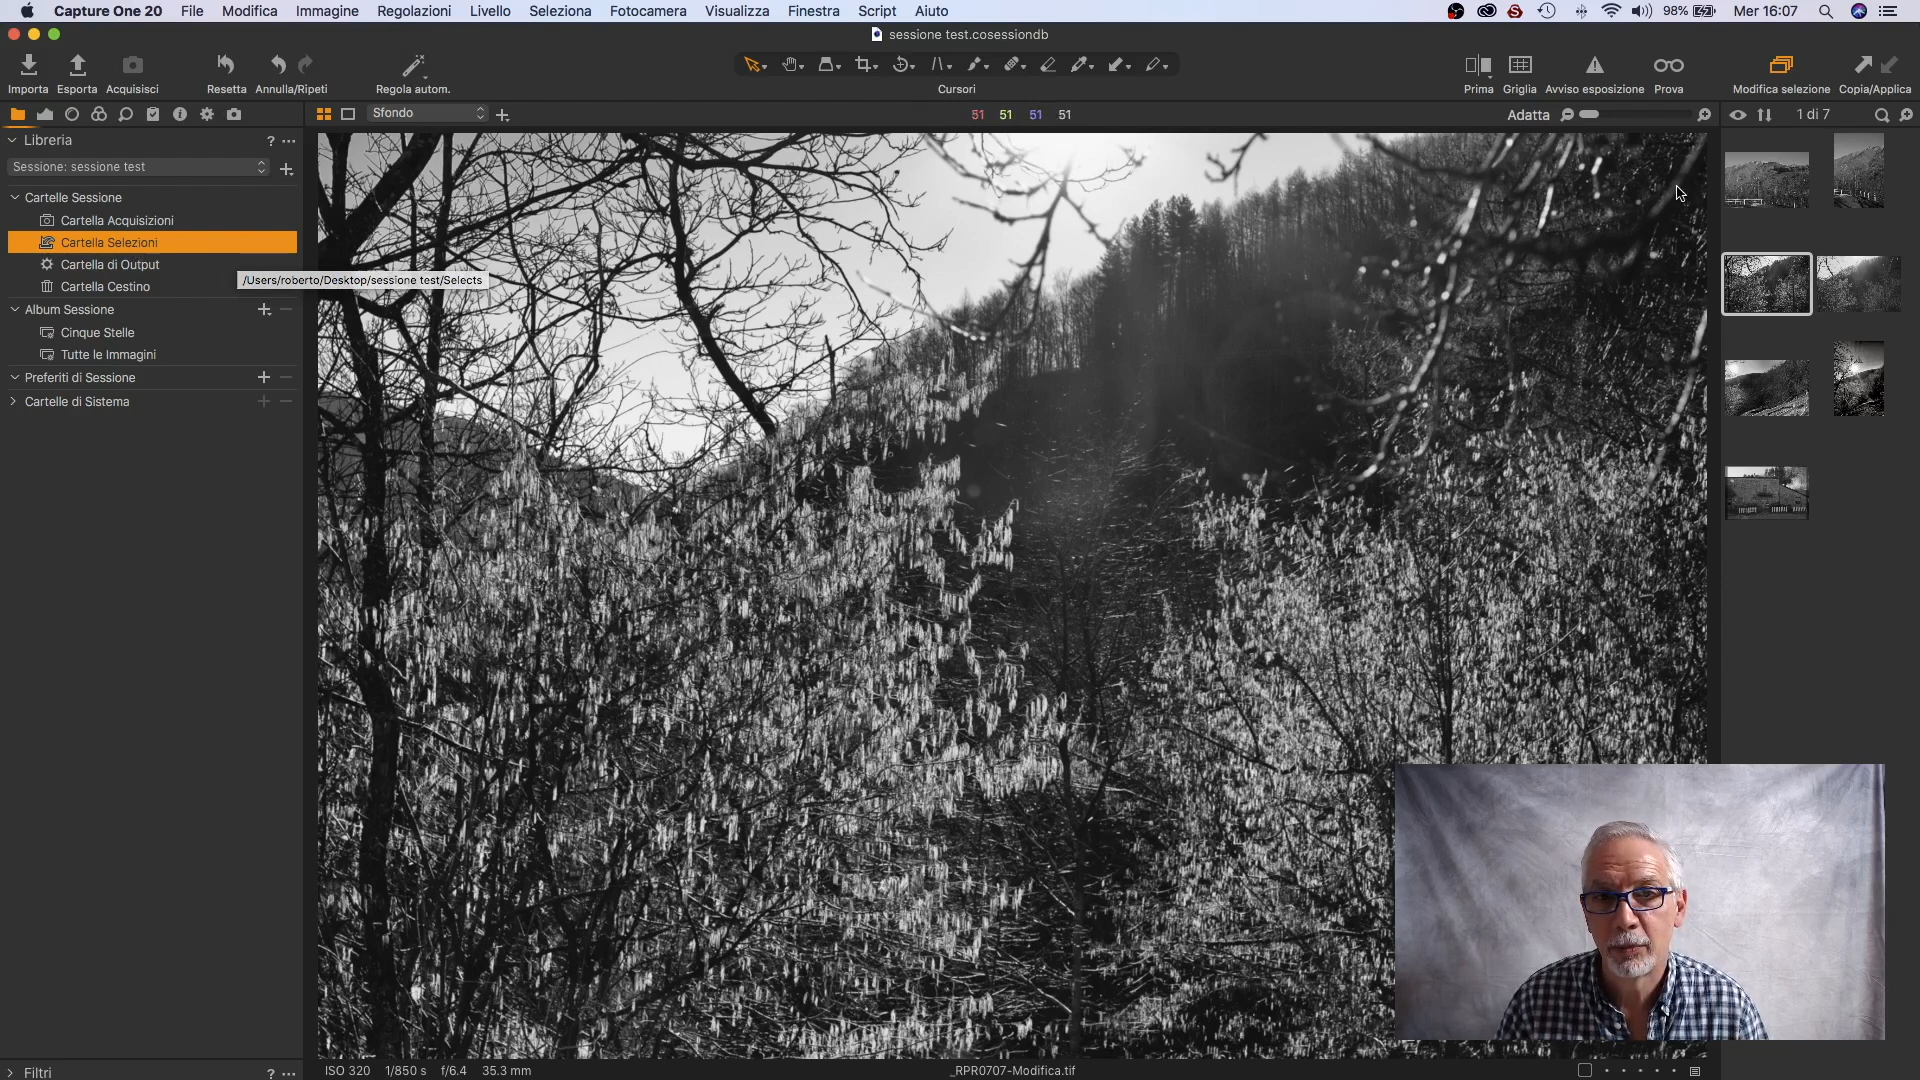 Capture One 20 File Modifica Immagine Regolazioni Livello Seleziona Fotocamera Visualizza Finestra Script Aiuto 98% Mer 16:07
sessione test.cosessiondb
Importa Esporta Acquisisci Resetta Annulla/Ripeti Regola autom. Cursori Prima Griglia Avviso esposizione Prova Modifica selezione Copia/Applica
Sfondo 51 51 51 51 Adatta 1 di 7
Libreria ? ...
Sessione: sessione test
Cartelle Sessione
Cartella Acquisizioni
Cartella Selezioni
Cartella di Output
/Users/roberto/Desktop/sessione test/Selects
Cartella Cestino
Album Sessione
Cinque Stelle
Tutte le Immagini
Preferiti di Sessione
Cartelle di Sistema
Filtri ? ...
ISO 320 1/850 s f/6.4 35.3 mm _RPR0707-Modifica.tif